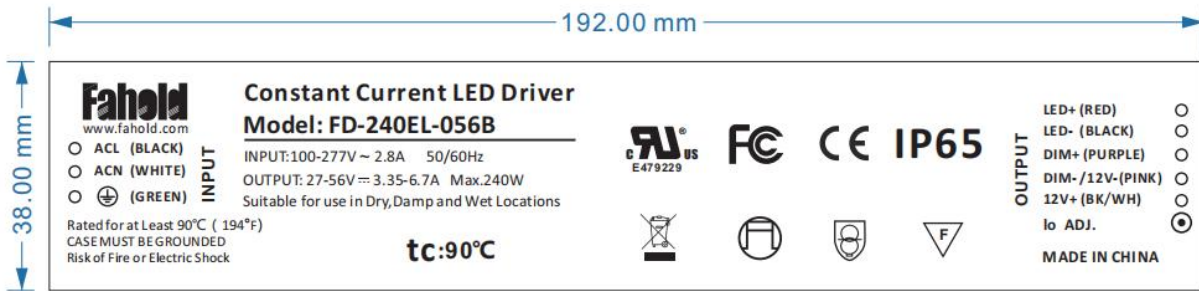 192.00 mm
38.00 mm
Fahold
www.fahold.com
ACL (BLACK)
ACN (WHITE)
(GREEN)
INPUT
Rated for at Least 90℃ ( 194°F)
CASE MUST BE GROUNDED
Risk of Fire or Electric Shock
Constant Current LED Driver
Model: FD-240EL-056B
INPUT:100-277V ~ 2.8A 50/60Hz
OUTPUT: 27-56V ⎓ 3.35-6.7A Max.240W
Suitable for use in Dry,Damp and Wet Locations
tc:90℃
c RU ® US
E479229
FC
CE
IP65
F
OUTPUT
LED+ (RED)
LED- (BLACK)
DIM+ (PURPLE)
DIM-/12V-(PINK)
12V+ (BK/WH)
Io ADJ.
MADE IN CHINA